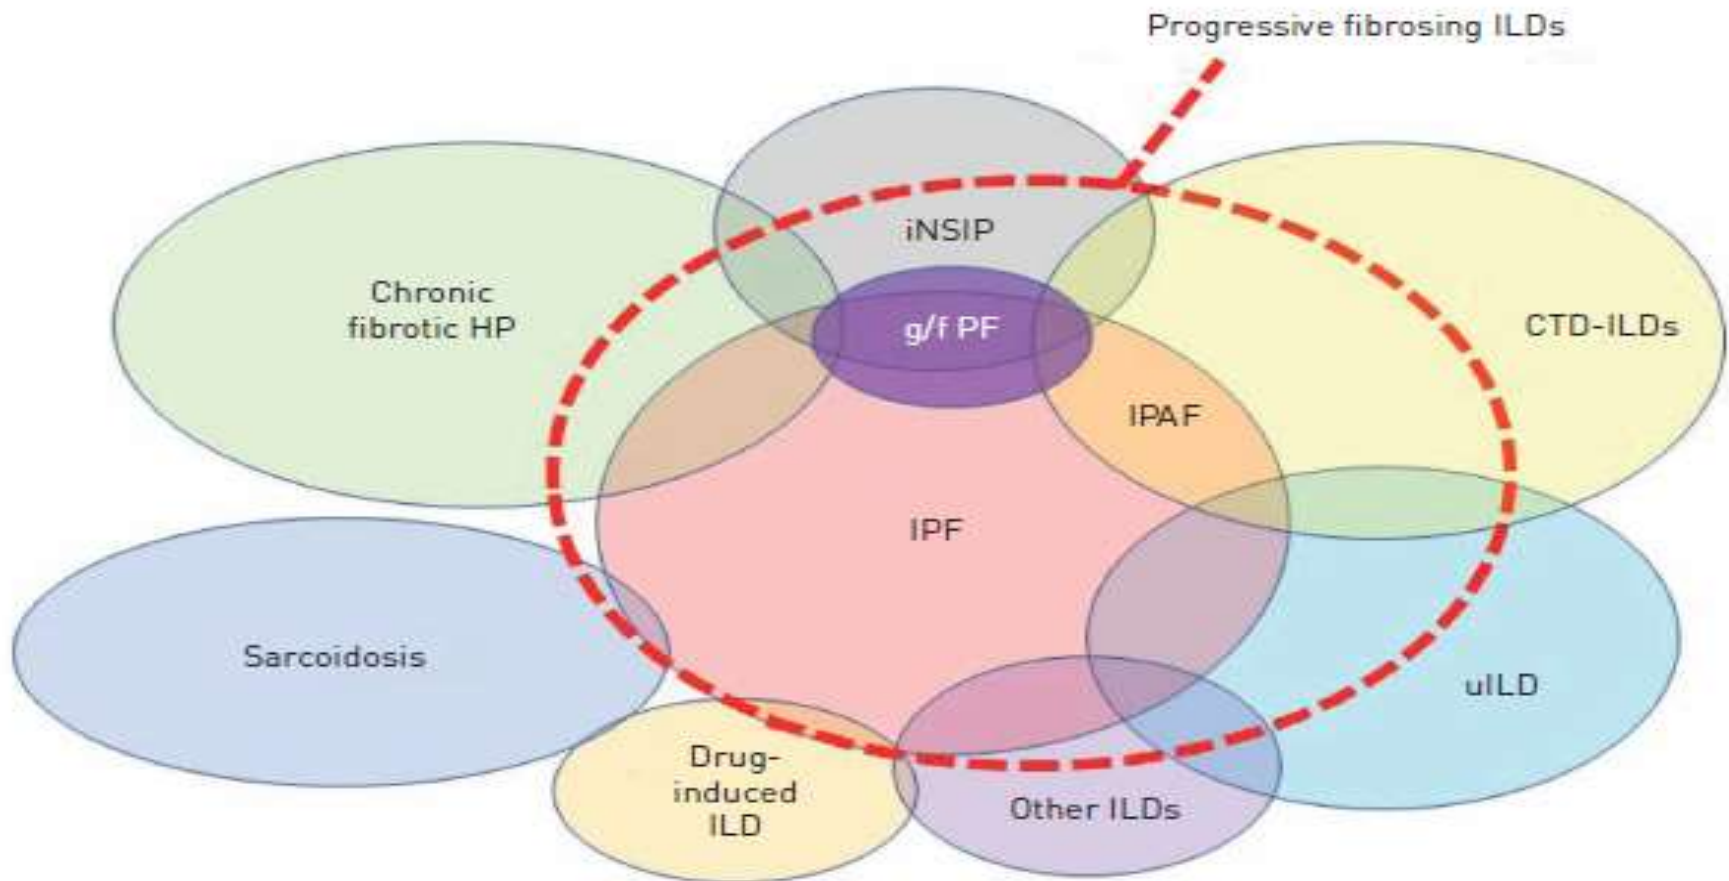 Progressive fibrosing ILDs
iNSIP
Chronic
fibrotic HP
g/f PF
CTD-ILDs
IPAF
IPF
Sarcoidosis
uILD
Drug-
induced
ILD
Other ILDs